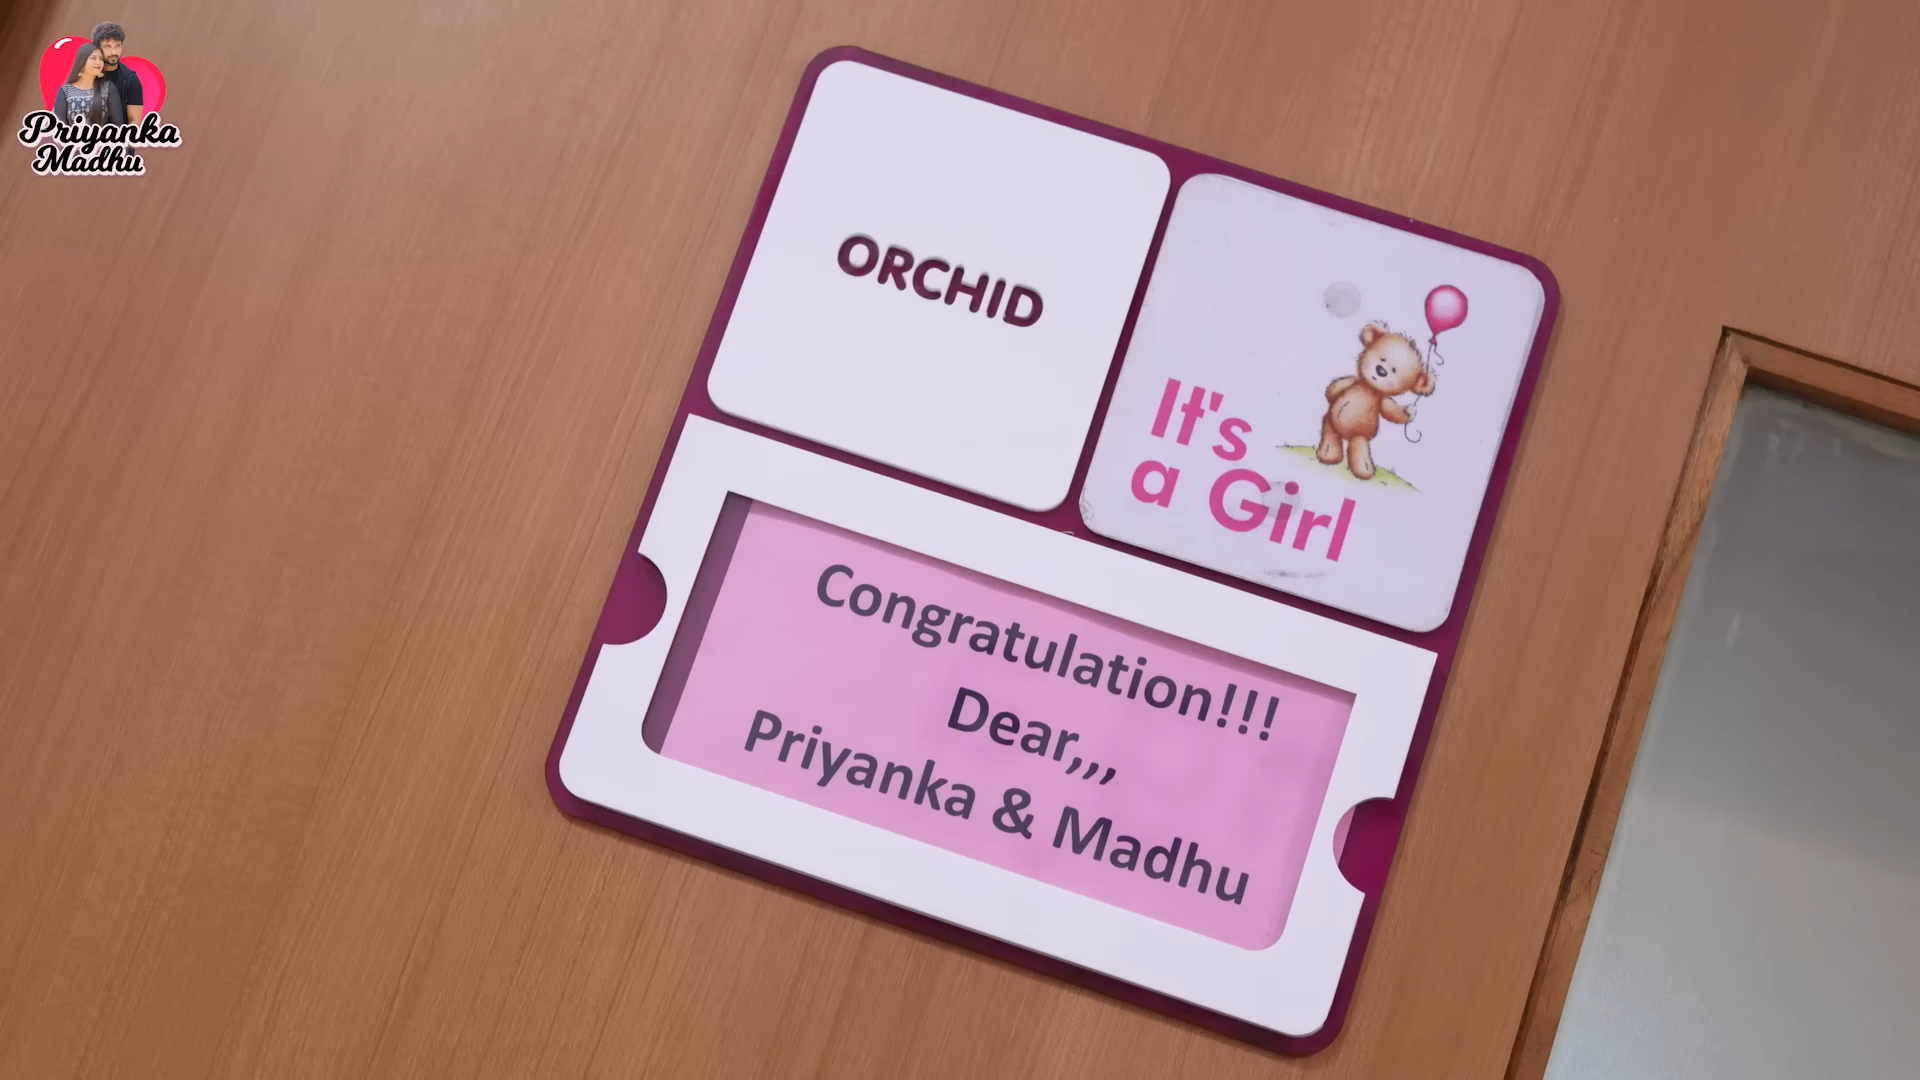 Priyanka
Madhu
ORCHID
It's
a Girl
Congratulation!!!
Dear,,,
Priyanka & Madhu